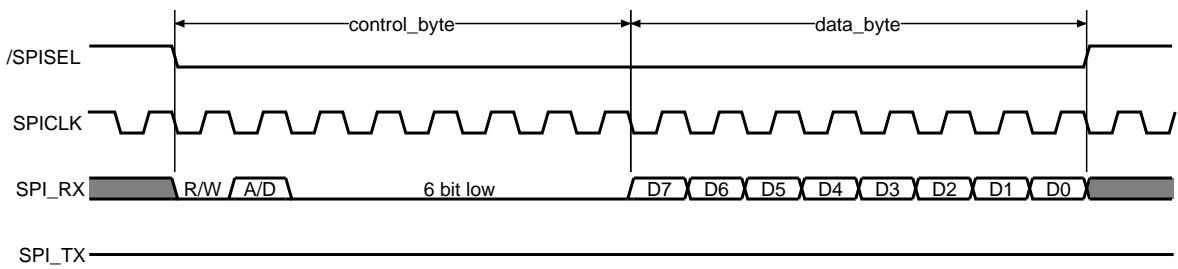 control_byte data_byte
/SPISEL
SPICLK
SPI_RX R/W A/D 6 bit low D7 D6 D5 D4 D3 D2 D1 D0
SPI_TX